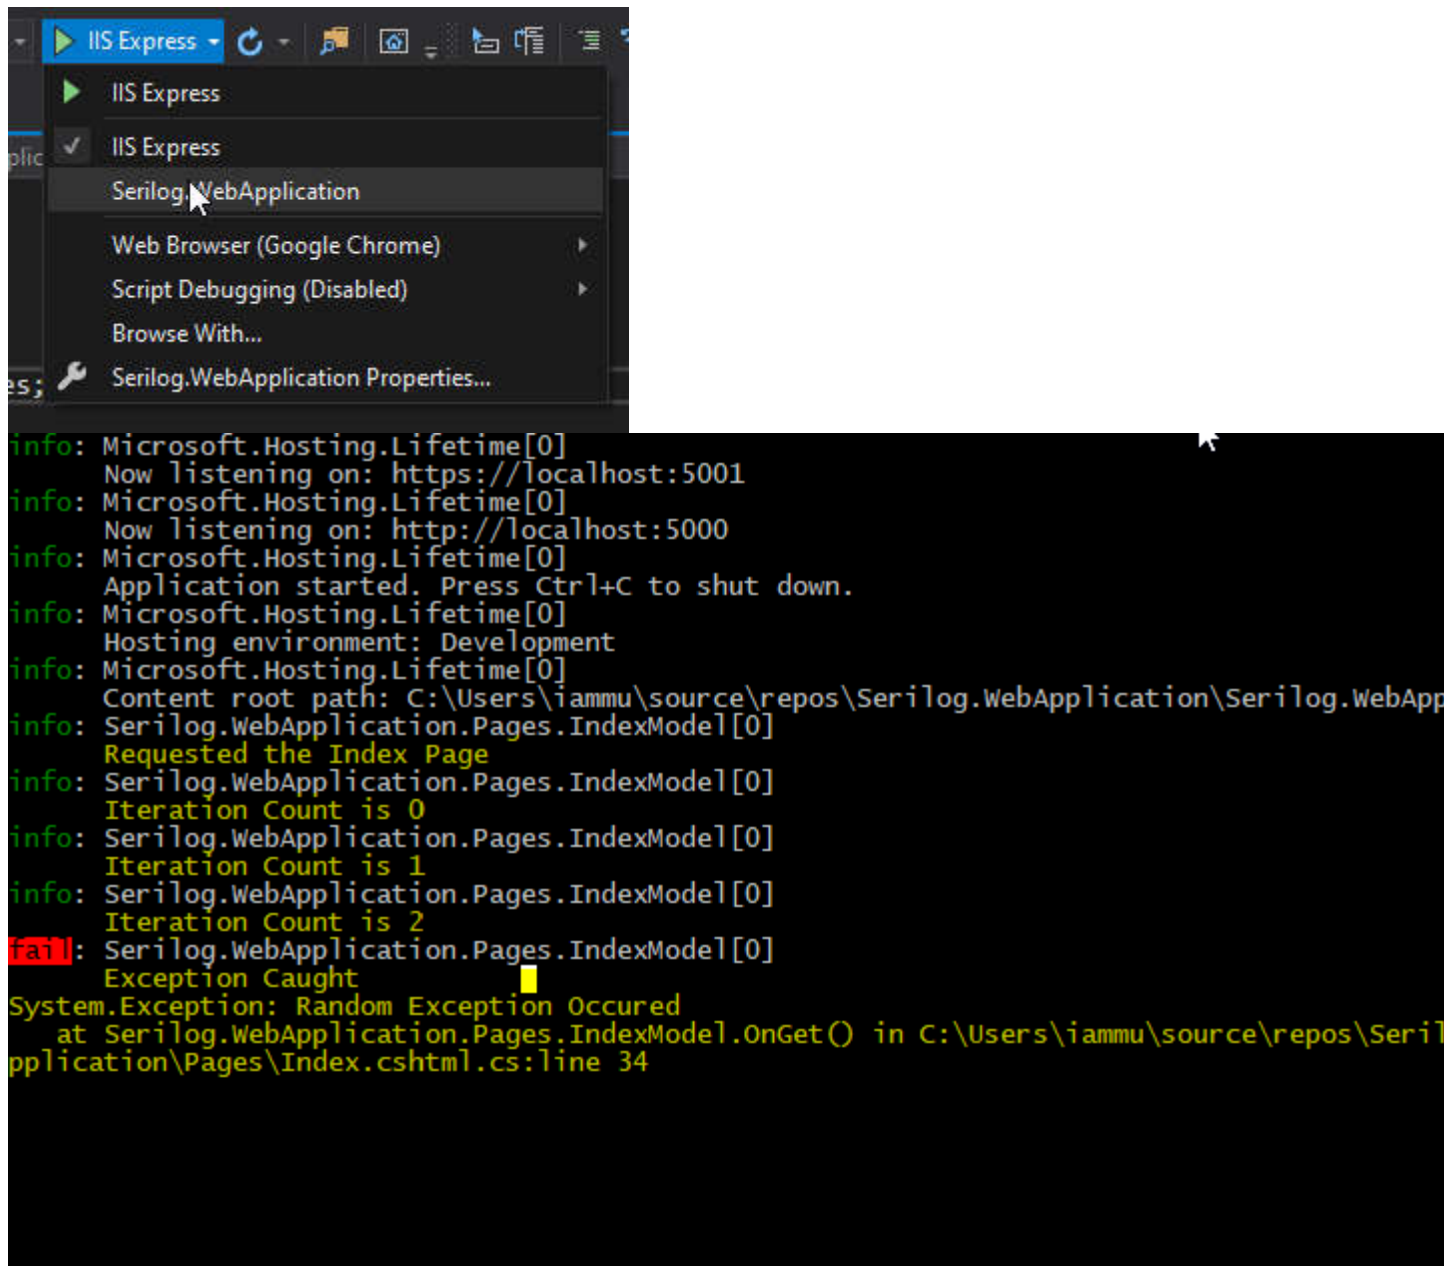 IIS Express
IIS Express
plic
IIS Express
Serilog.WebApplication
Web Browser (Google Chrome)
Script Debugging (Disabled)
Browse With...
es;
Serilog.WebApplication Properties...
info: Microsoft.Hosting.Lifetime[0]
Now listening on: https://localhost:5001
info: Microsoft.Hosting.Lifetime[0]
Now listening on: http://localhost:5000
info: Microsoft.Hosting.Lifetime[0]
Application started. Press Ctrl+C to shut down.
info: Microsoft.Hosting.Lifetime[0]
Hosting environment: Development
info: Microsoft.Hosting.Lifetime[0]
Content root path: C:\Users\iammu\source\repos\Serilog.WebApplication\Serilog.WebApp
info: Serilog.WebApplication.Pages.IndexModel[0]
Requested the Index Page
info: Serilog.WebApplication.Pages.IndexModel[0]
Iteration Count is 0
info: Serilog.WebApplication.Pages.IndexModel[0]
Iteration Count is 1
info: Serilog.WebApplication.Pages.IndexModel[0]
Iteration Count is 2
fail: Serilog.WebApplication.Pages.IndexModel[0]
Exception Caught
System.Exception: Random Exception Occured
at Serilog.WebApplication.Pages.IndexModel.OnGet() in C:\Users\iammu\source\repos\Seril
pplication\Pages\Index.cshtml.cs:line 34